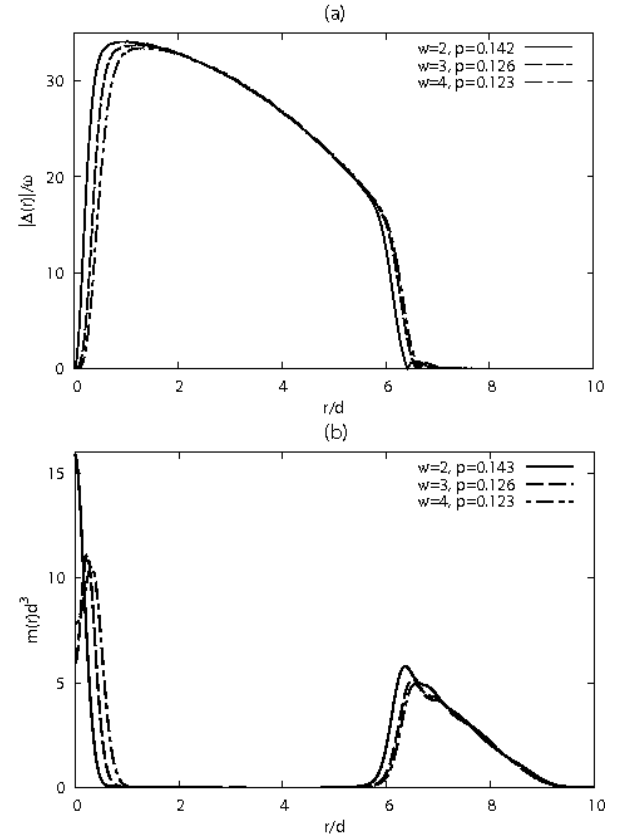 (a)
|Δ(r)|/ω
30
20
10
0
w=2, p=0.142
w=3, p=0.126
w=4, p=0.123
0 2 4 6 8 10
r/d
(b)
m(r)d³
15
10
5
0
w=2, p=0.143
w=3, p=0.126
w=4, p=0.123
0 2 4 6 8 10
r/d